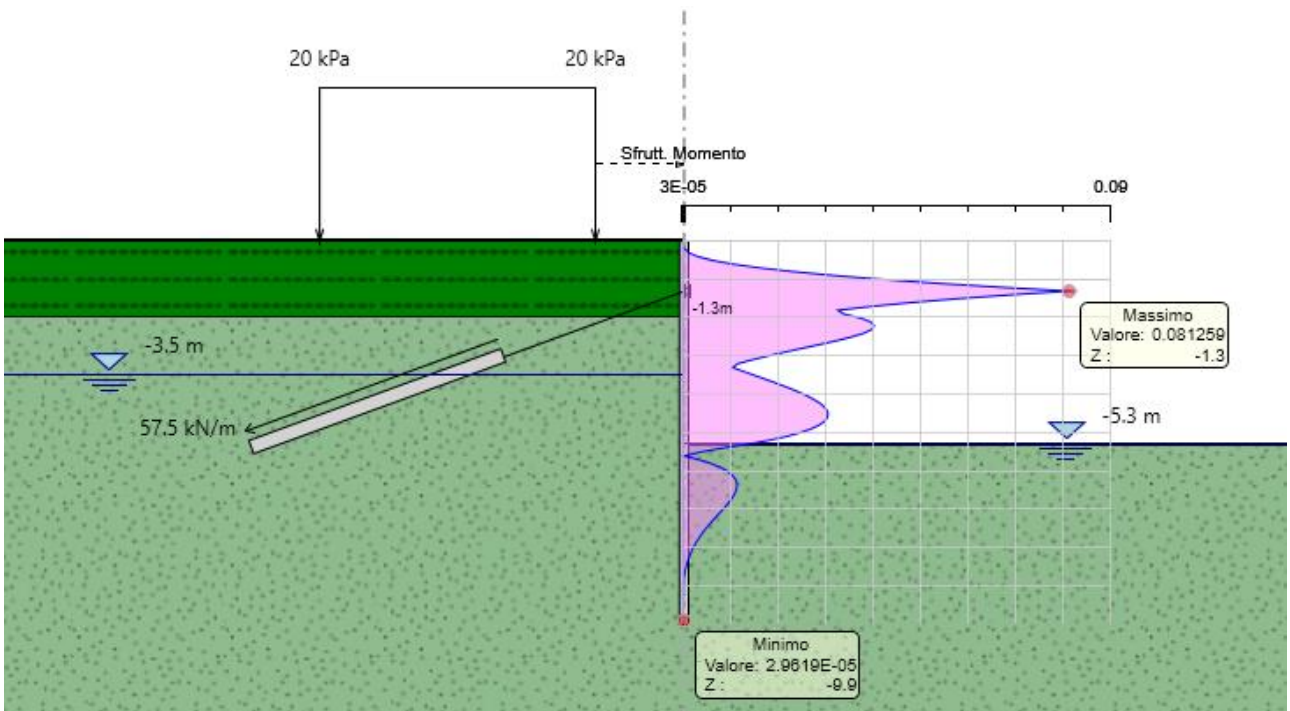 20 kPa
20 kPa
Sfrutt. Momento
3E-05
0.09
-1.3m
Massimo
Valore: 0.081259
Z : -1.3
-3.5 m
57.5 kN/m
-5.3 m
Minimo
Valore: 2.9619E-05
Z : -9.9